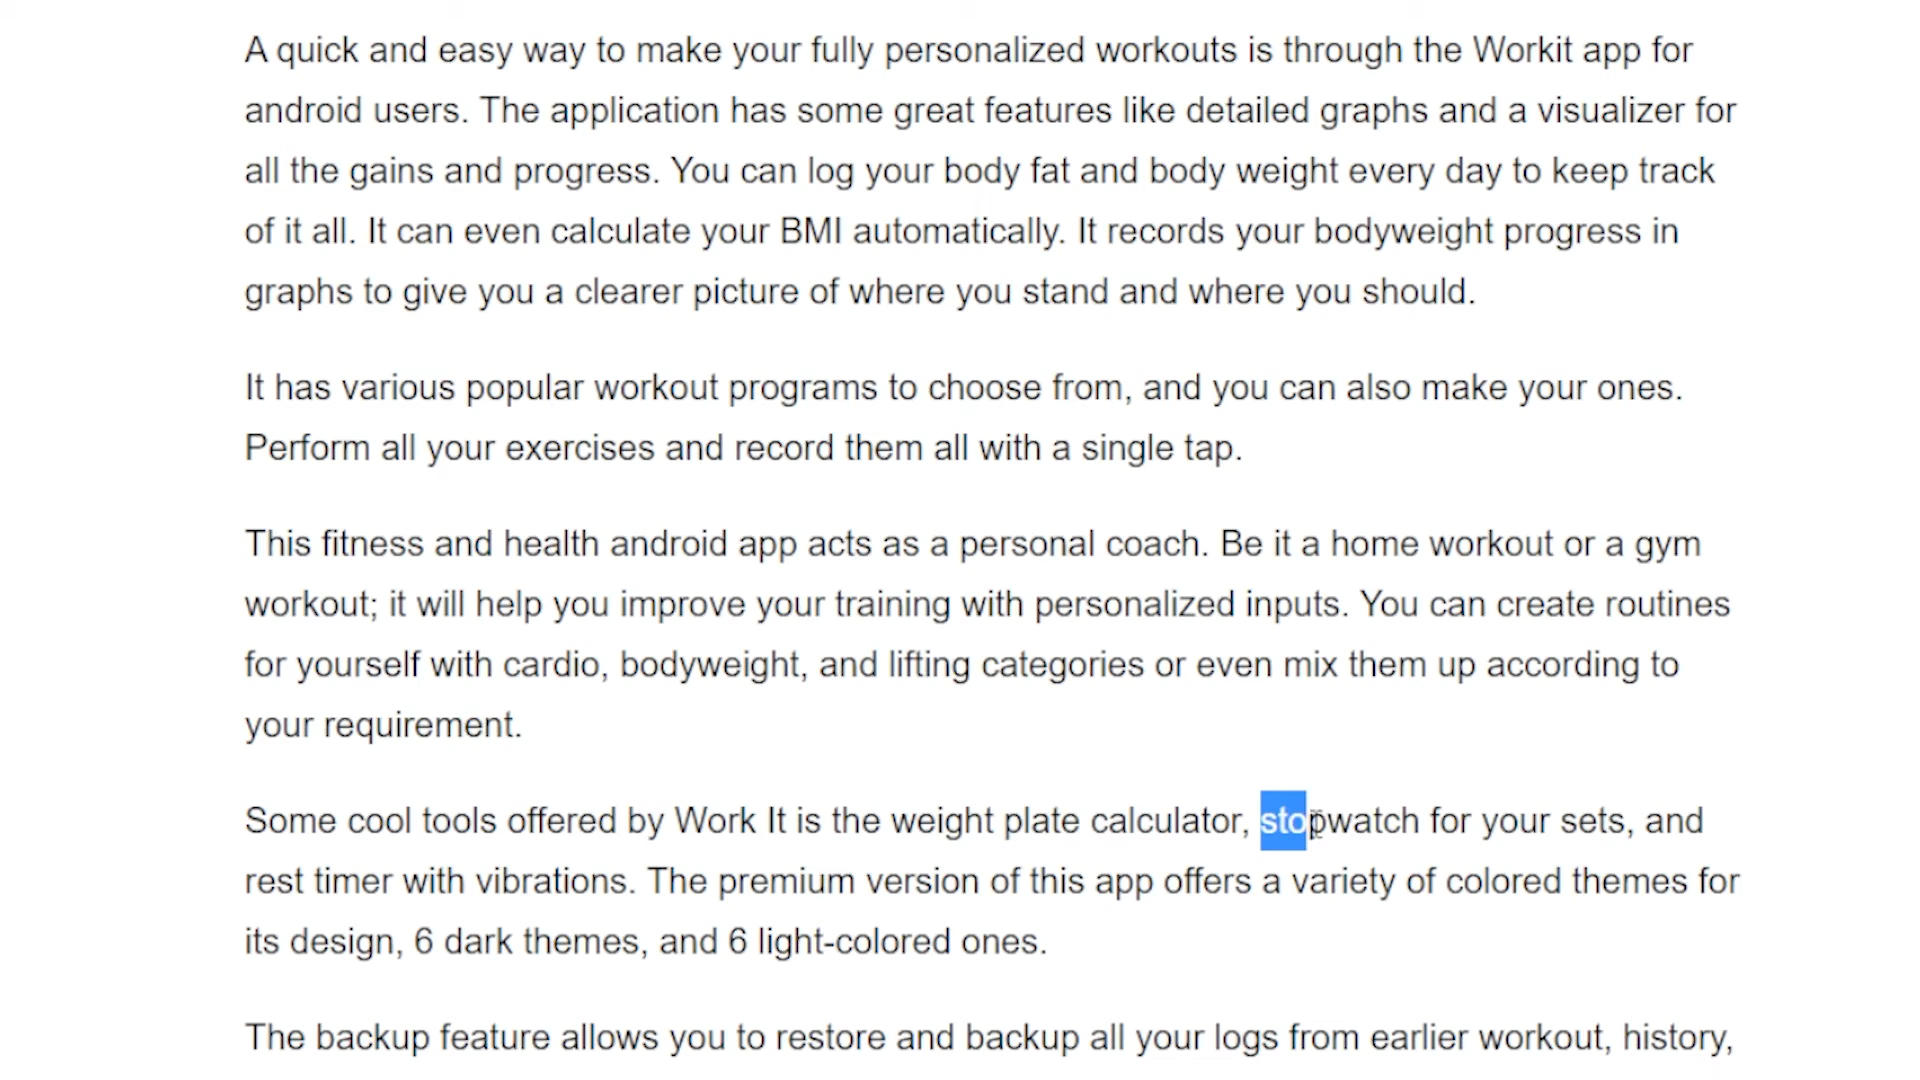 A quick and easy way to make your fully personalized workouts is through the Workit app for
android users. The application has some great features like detailed graphs and a visualizer for
all the gains and progress. You can log your body fat and body weight every day to keep track
of it all. It can even calculate your BMI automatically. It records your bodyweight progress in
graphs to give you a clearer picture of where you stand and where you should.
It has various popular workout programs to choose from, and you can also make your ones.
Perform all your exercises and record them all with a single tap.
This fitness and health android app acts as a personal coach. Be it a home workout or a gym
workout; it will help you improve your training with personalized inputs. You can create routines
for yourself with cardio, bodyweight, and lifting categories or even mix them up according to
your requirement.
Some cool tools offered by Work It is the weight plate calculator, stopwatch for your sets, and
rest timer with vibrations. The premium version of this app offers a variety of colored themes for
its design, 6 dark themes, and 6 light-colored ones.
The backup feature allows you to restore and backup all your logs from earlier workout, history,